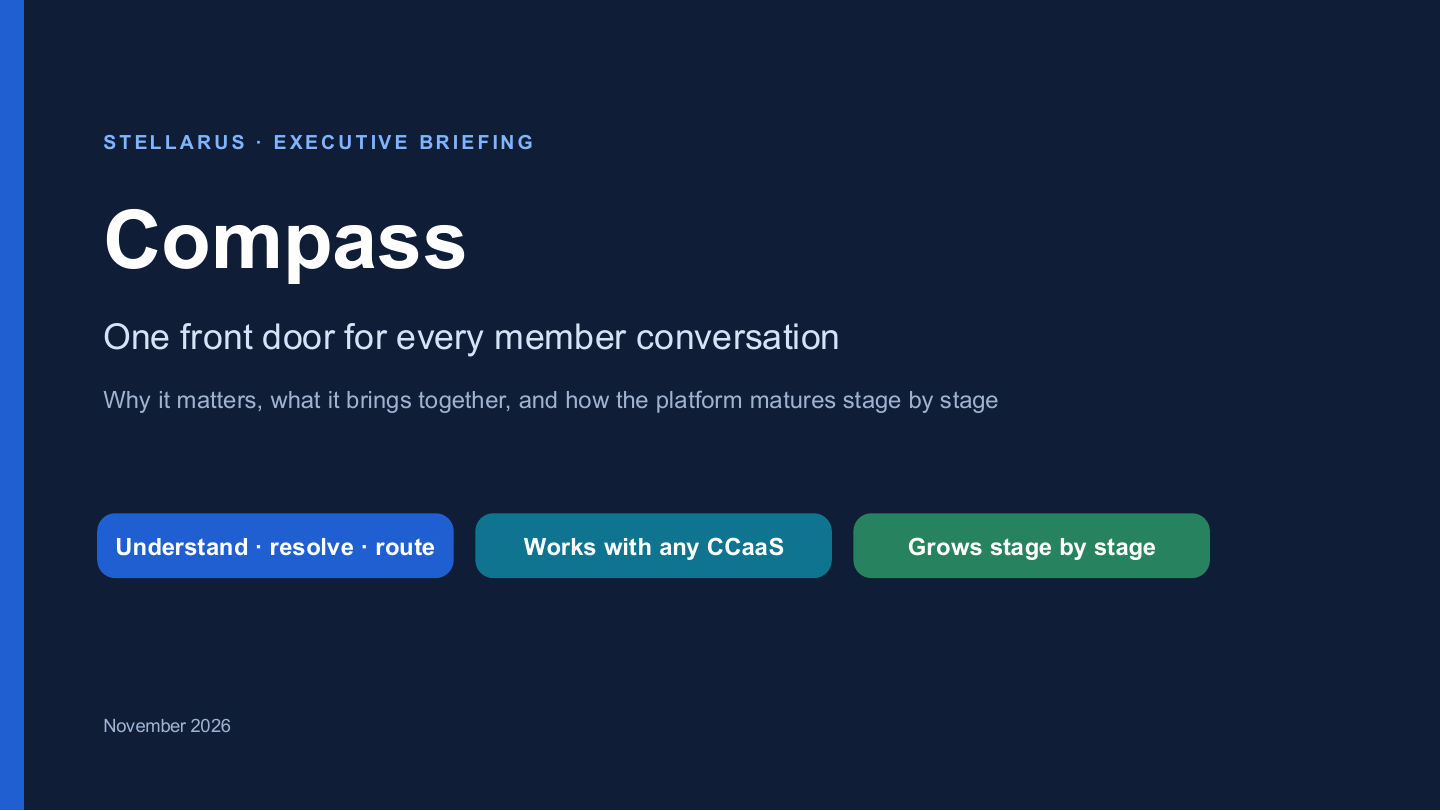 STELLARUS · EXECUTIVE BRIEFING
Compass
One front door for every member conversation
Why it matters, what it brings together, and how the platform matures stage by stage
Understand · resolve · route
Works with any CCaaS
Grows stage by stage
November 2026